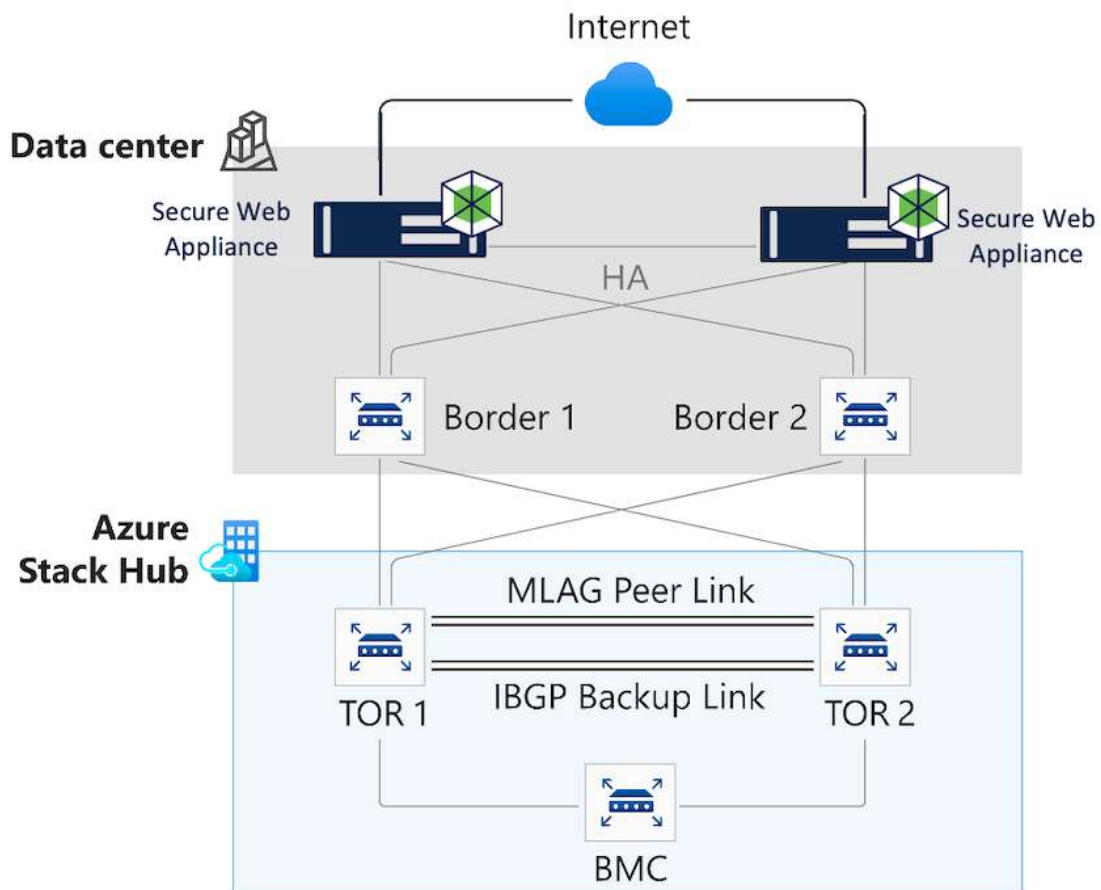 Internet
Data center
Secure Web
Appliance
Secure Web
Appliance
HA
Border 1
Border 2
Azure
Stack Hub
MLAG Peer Link
IBGP Backup Link
TOR 1
TOR 2
BMC